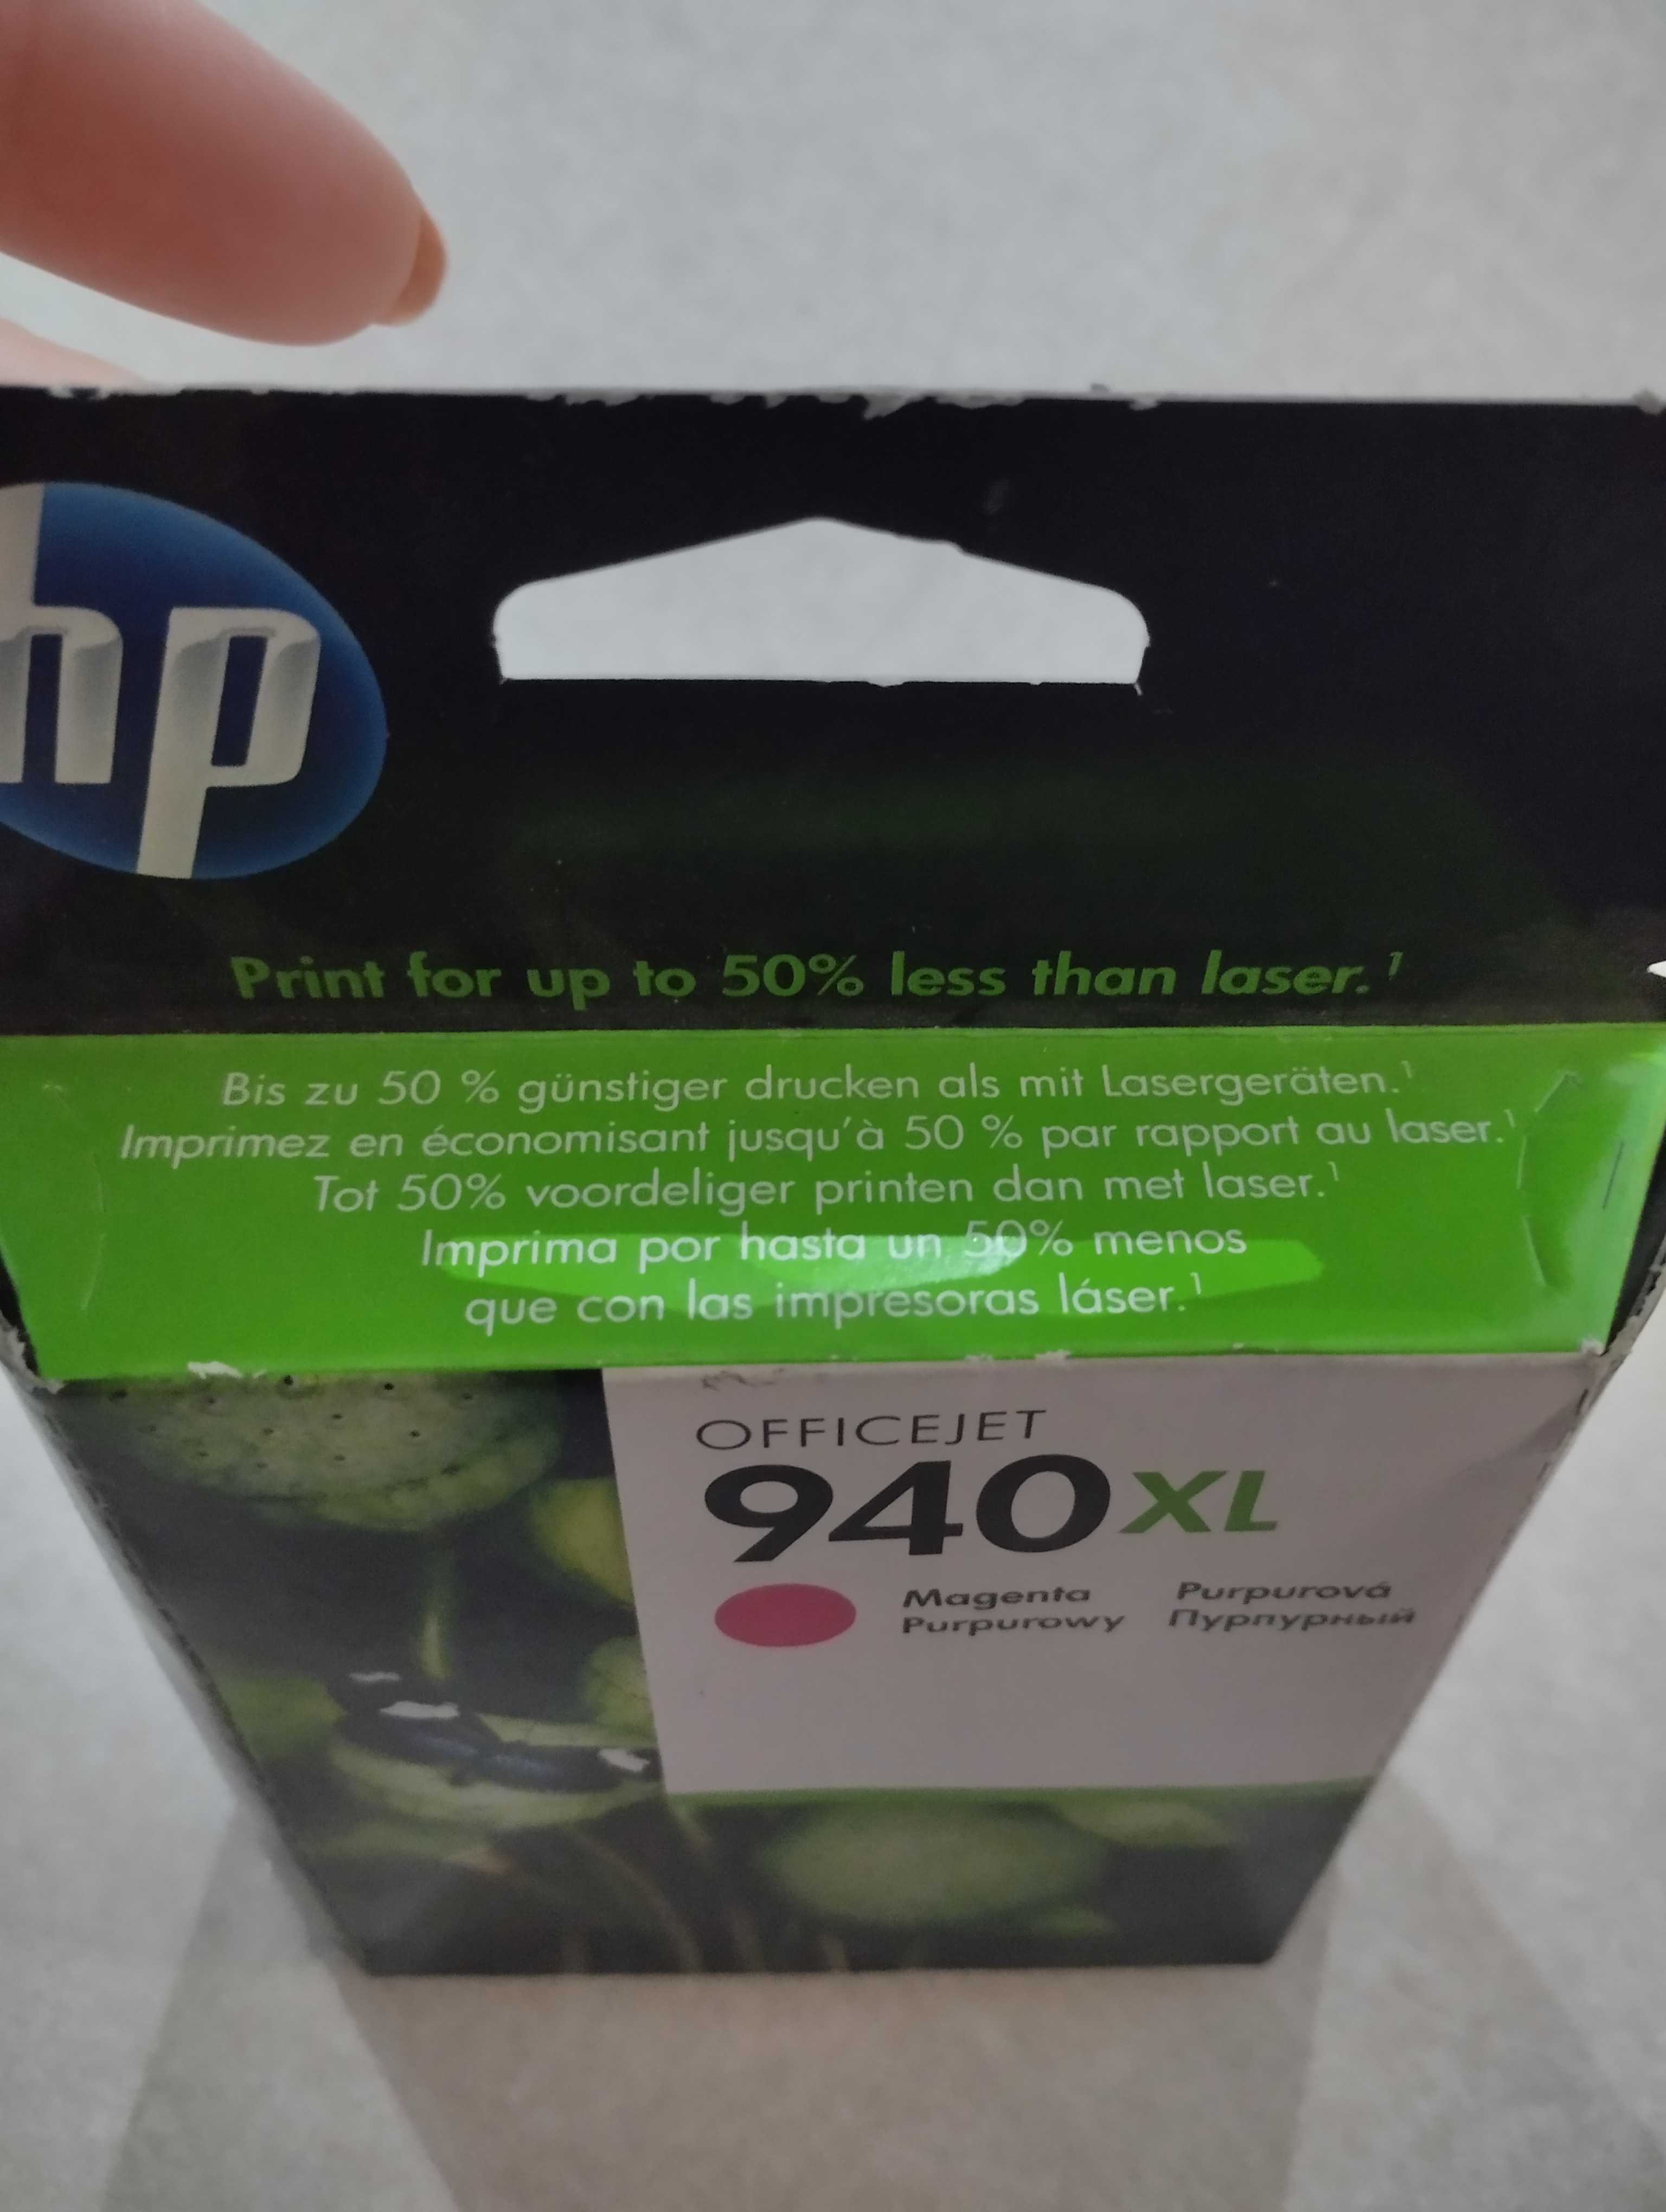 hp
Print for up to 50% less than laser.¹
Bis zu 50 % günstiger drucken als mit Lasergeräten.¹
Imprimez en économisant jusqu'à 50 % par rapport au laser.¹
Tot 50% voordeliger printen dan met laser.¹
Imprima por hasta un 50% menos
que con las impresoras láser.¹
OFFICEJET
940XL
Magenta Purpurová
Purpurowy Пурпурный